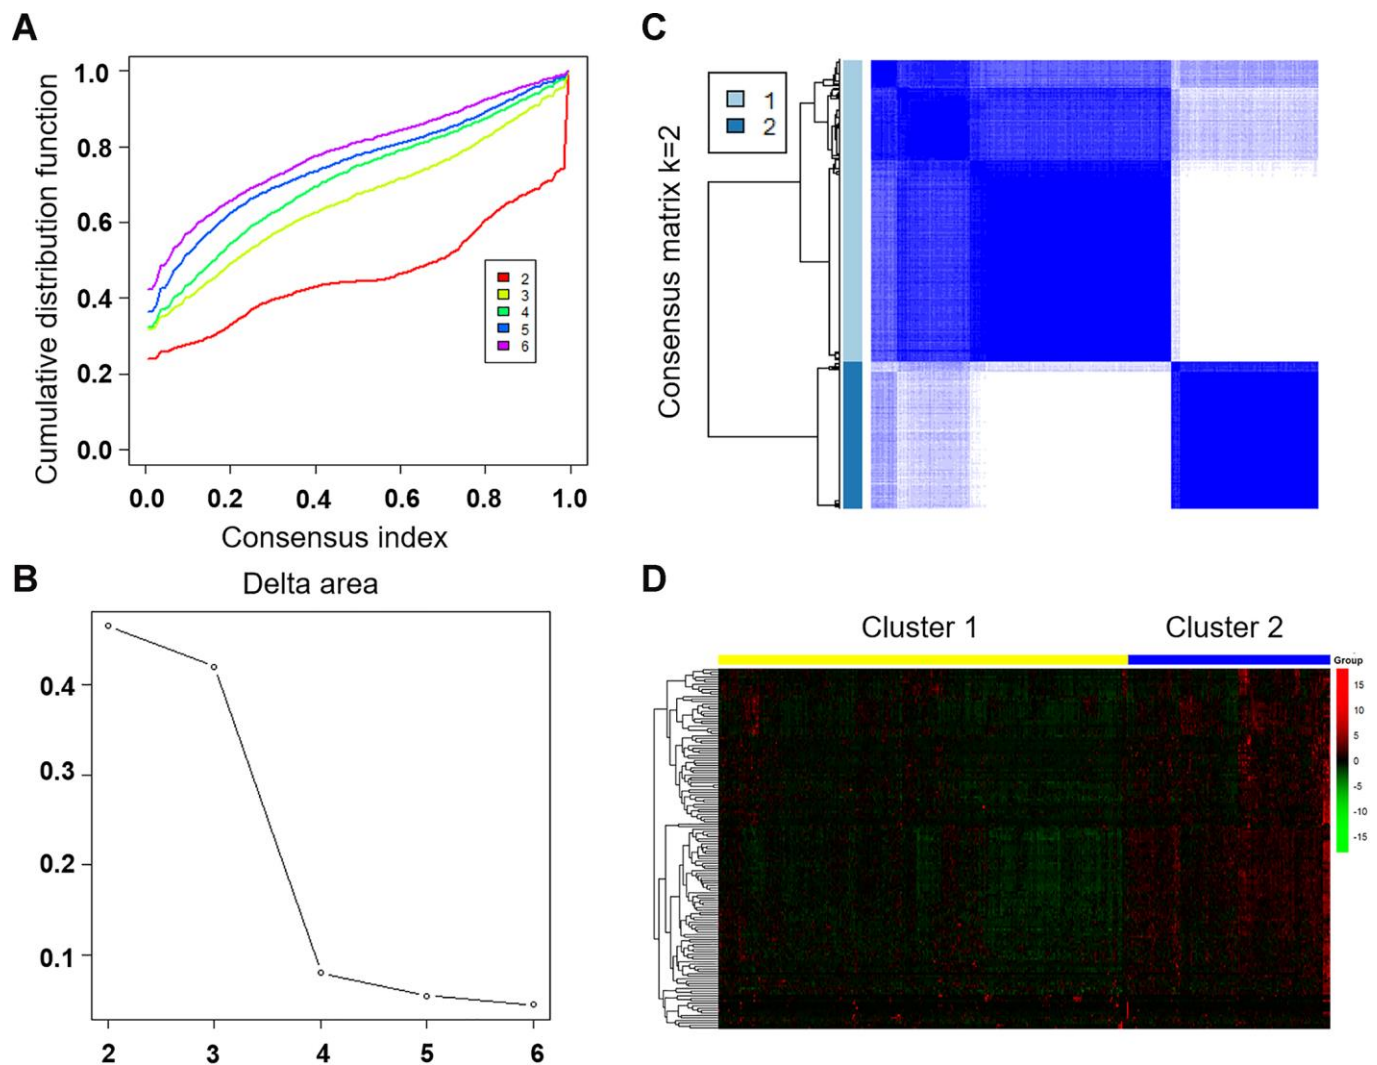 A
Cumulative distribution function
1.0
0.8
0.6
0.4
0.2
0.0
2
3
4
5
6
0.0 0.2 0.4 0.6 0.8 1.0
Consensus index
B
Delta area
0.4
0.3
0.2
0.1
2 3 4 5 6
C
Consensus matrix k=2
1
2
D
Cluster 1 Cluster 2
Group
15
10
5
0
-5
-10
-15